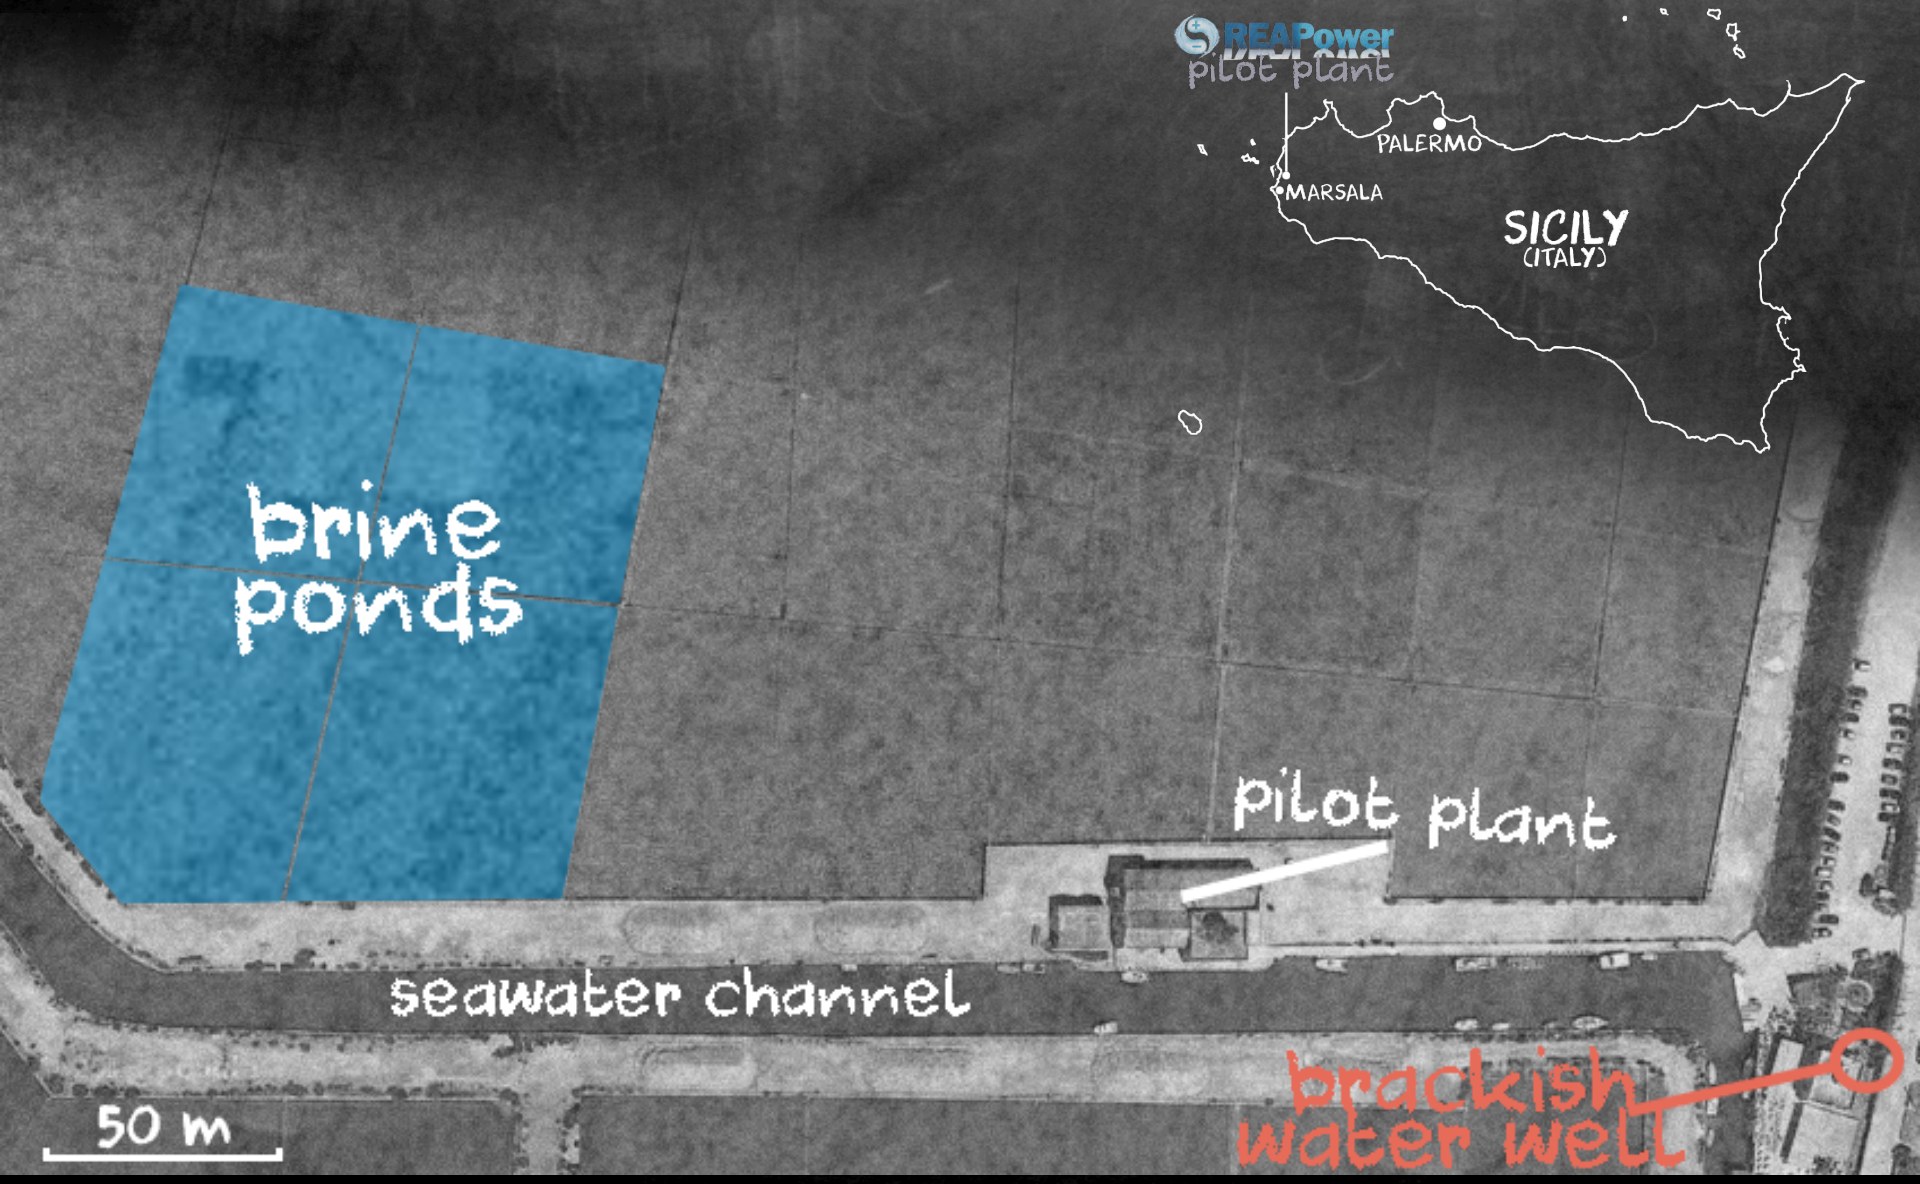 REAPower
pilot plant
PALERMO
MARSALA
SICILY
(ITALY)
brine
ponds
pilot plant
seawater channel
brackish
water well
50 m